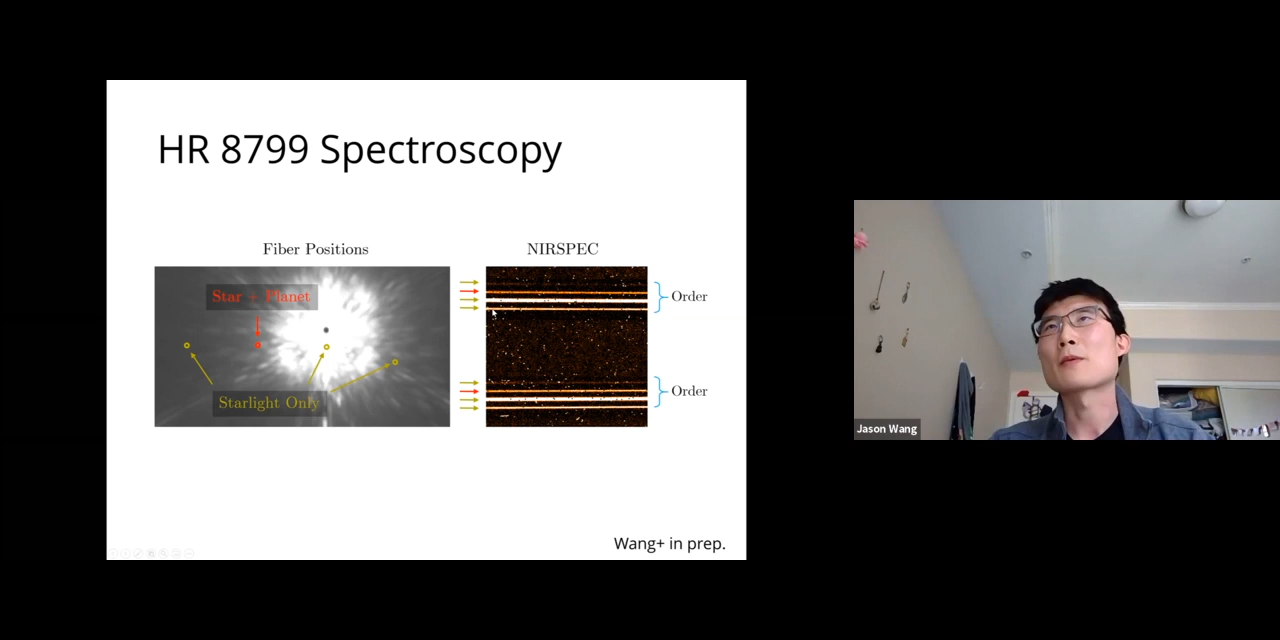 HR 8799 Spectroscopy
Fiber Positions
NIRSPEC
Star + Planet
Starlight Only
Order
Order
Wang+ in prep.
Jason Wang